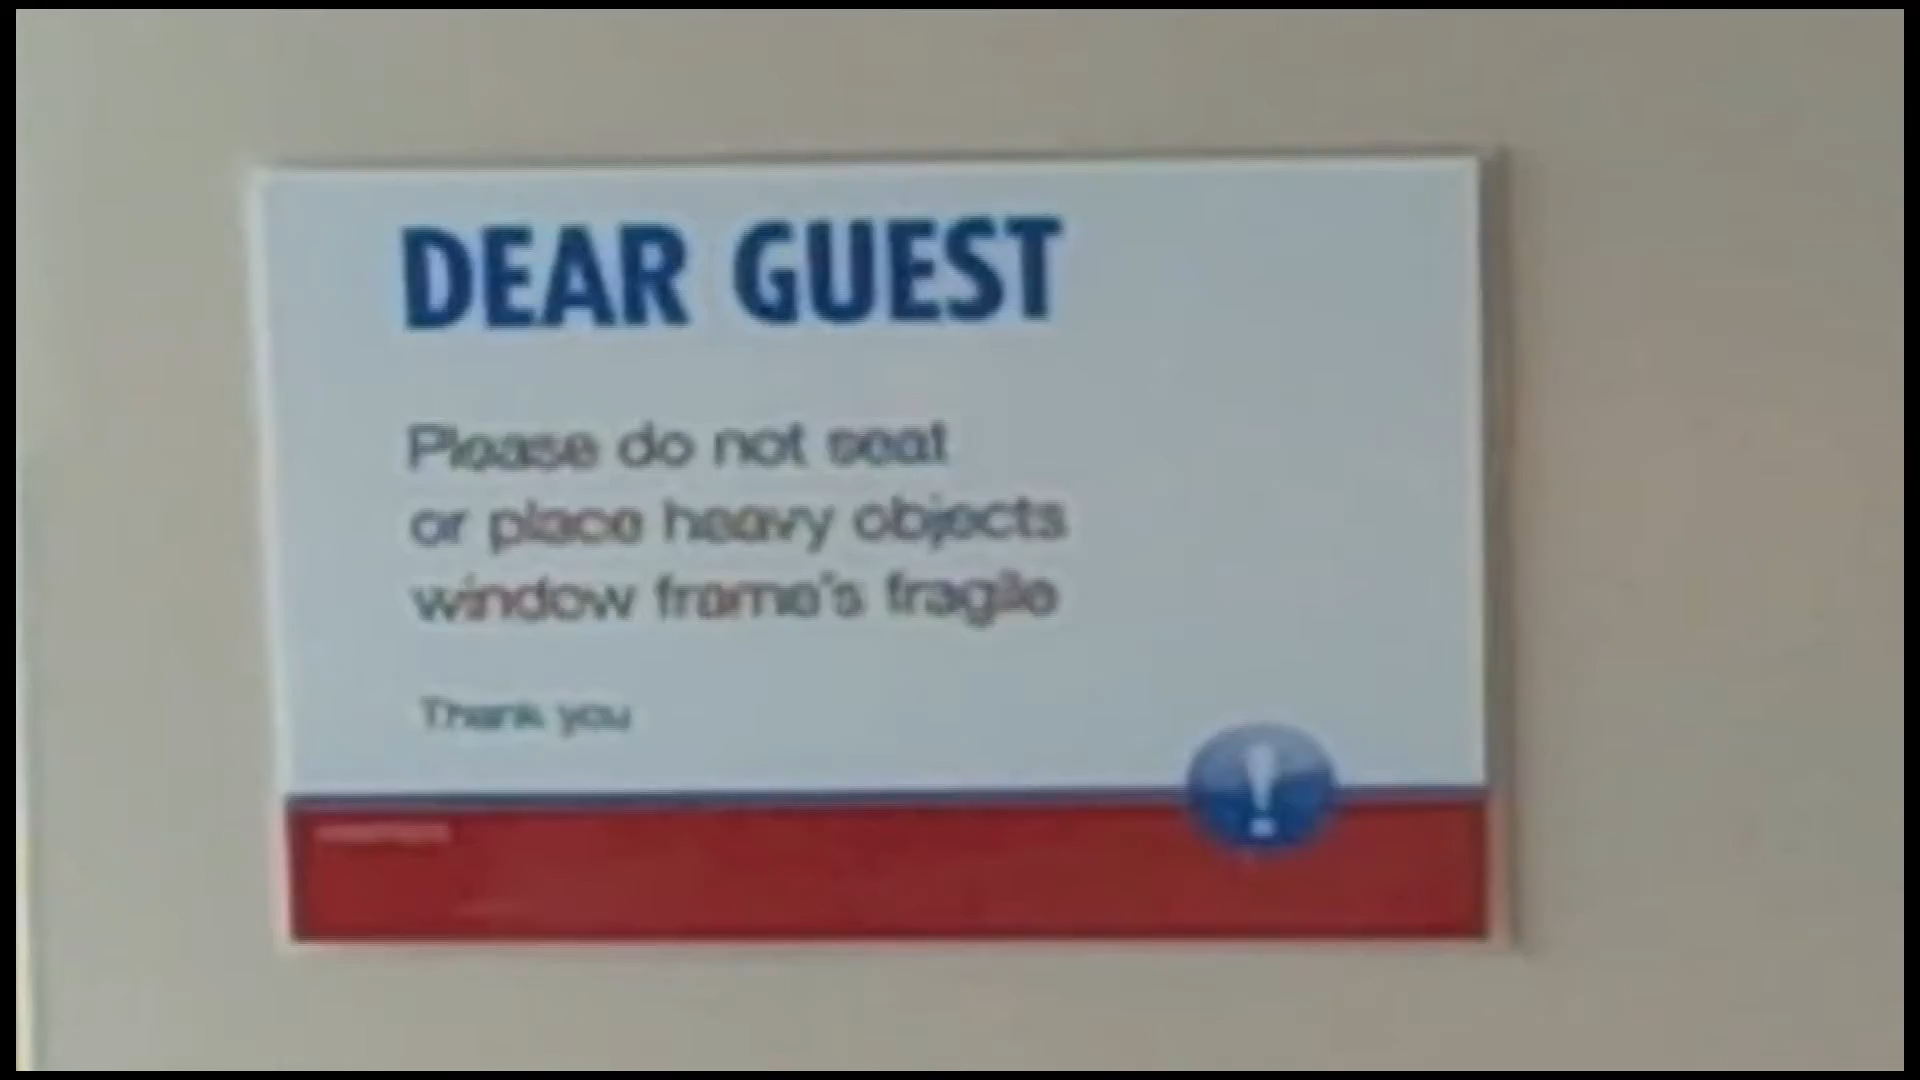 DEAR GUEST
Please do not seat
or place heavy objects
window frame's fragile
Thank you